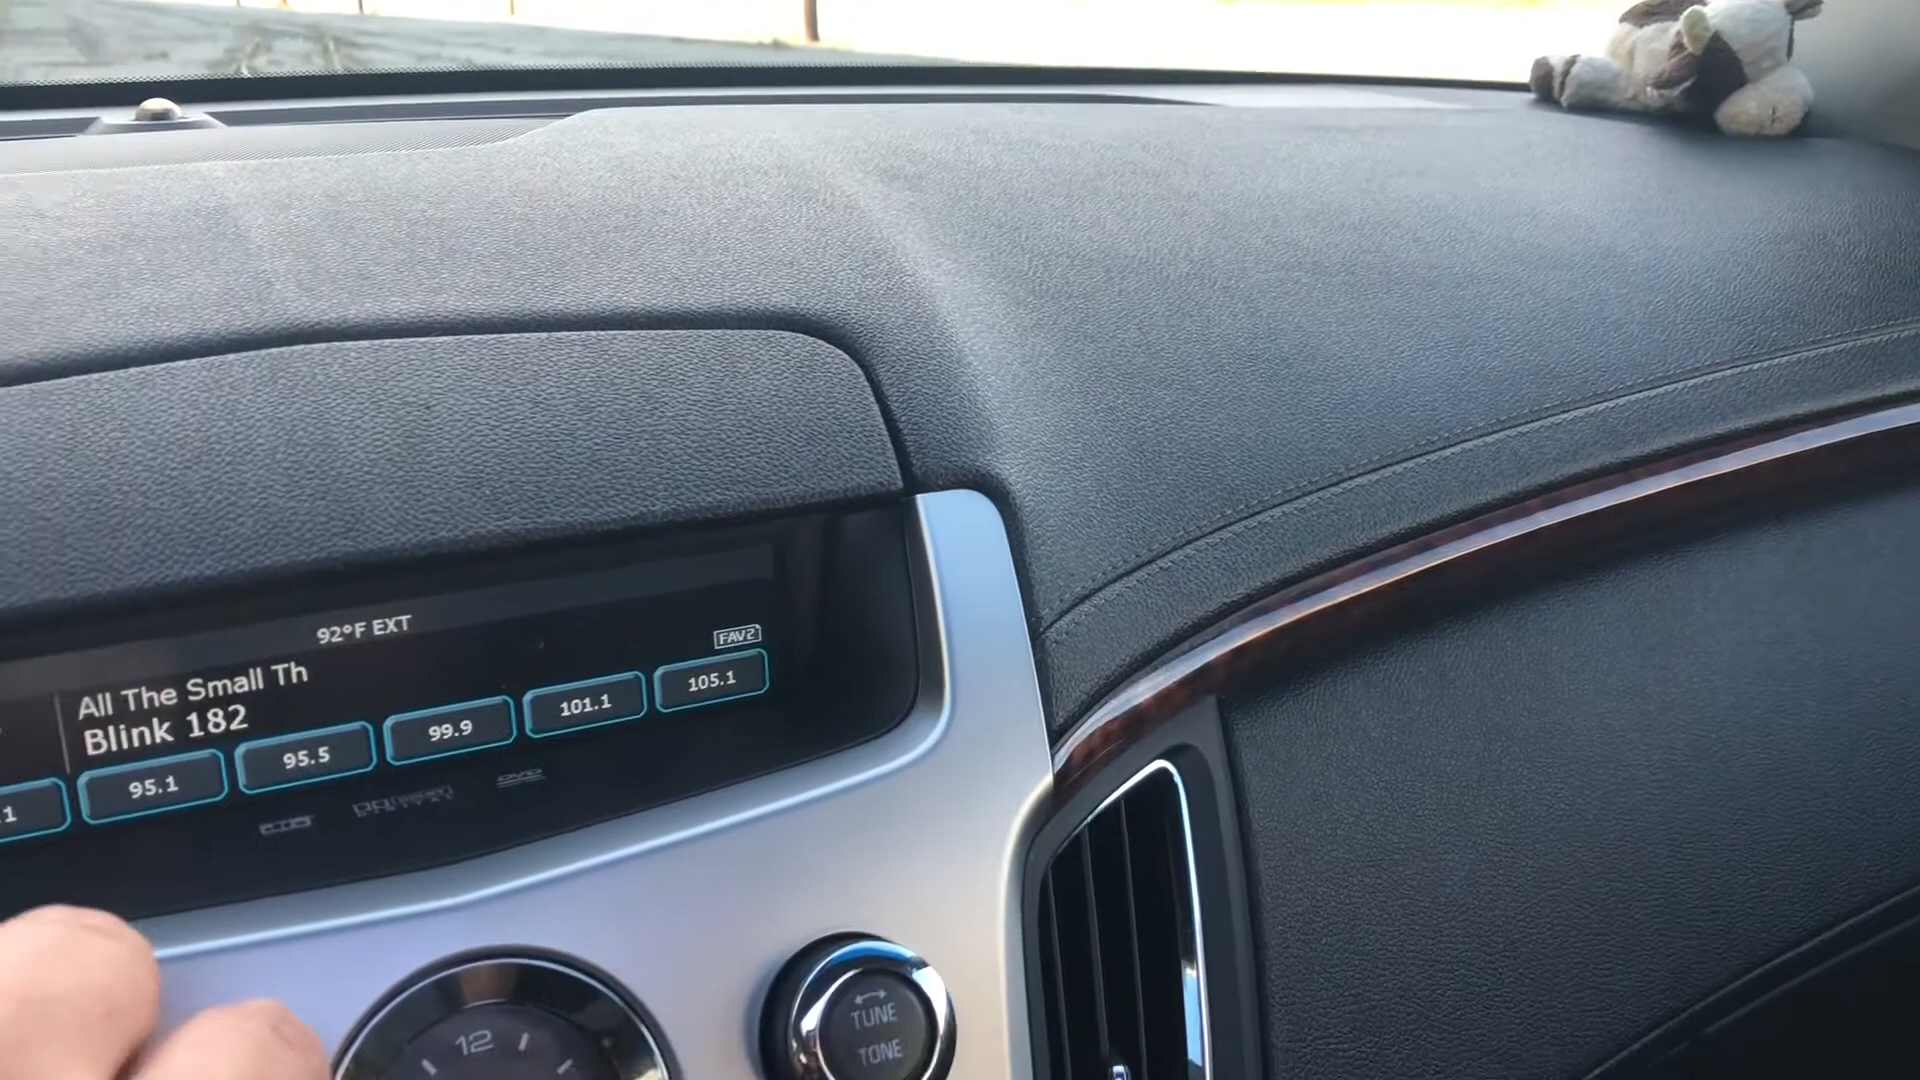 92°F EXT
FAV2
All The Small Th
Blink 182
.1 95.1 95.5 99.9 101.1 105.1
12
TUNE
TONE